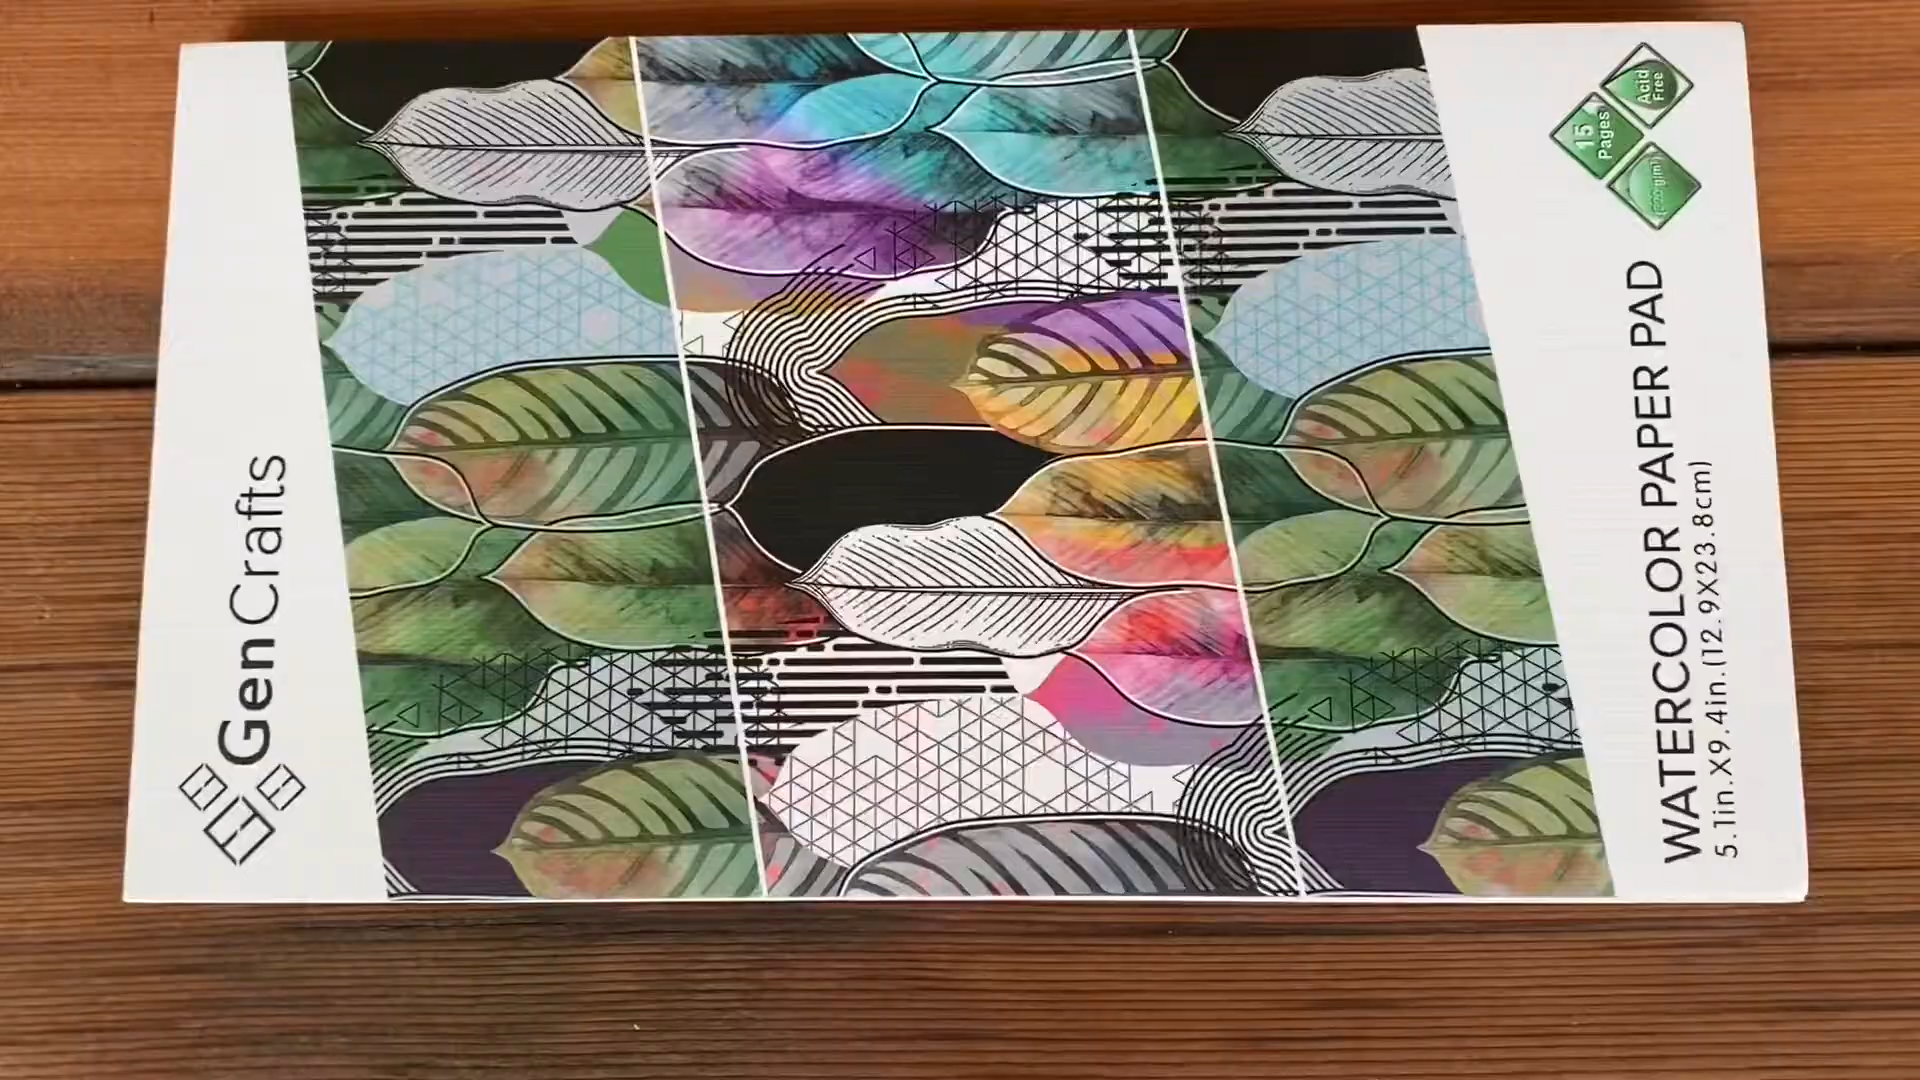 GenCrafts
Acid
Free
15
Pages
WATERCOLOR PAPER PAD
5.1in.X9.4in.(12.9X23.8cm)